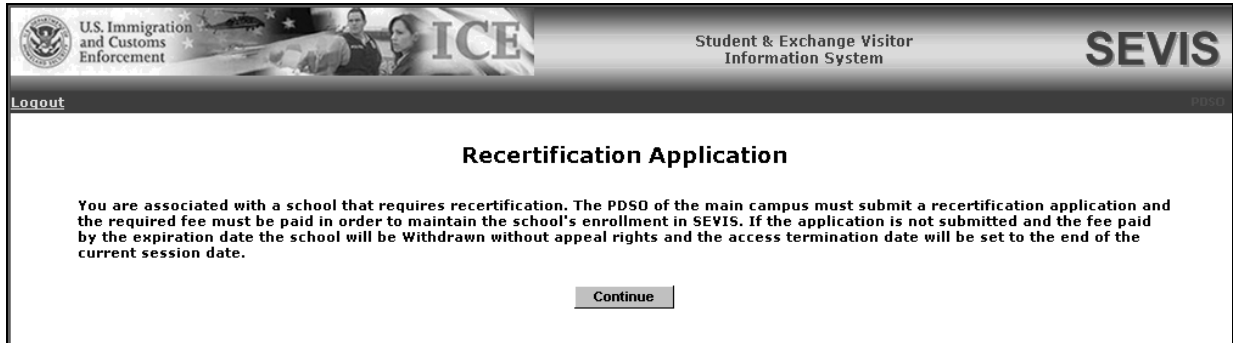 U.S. Immigration
and Customs
Enforcement
ICE
Student & Exchange Visitor
Information System
SEVIS
Logout
PDSO
Recertification Application
You are associated with a school that requires recertification. The PDSO of the main campus must submit a recertification application and
the required fee must be paid in order to maintain the school's enrollment in SEVIS. If the application is not submitted and the fee paid
by the expiration date the school will be Withdrawn without appeal rights and the access termination date will be set to the end of the
current session date.
Continue